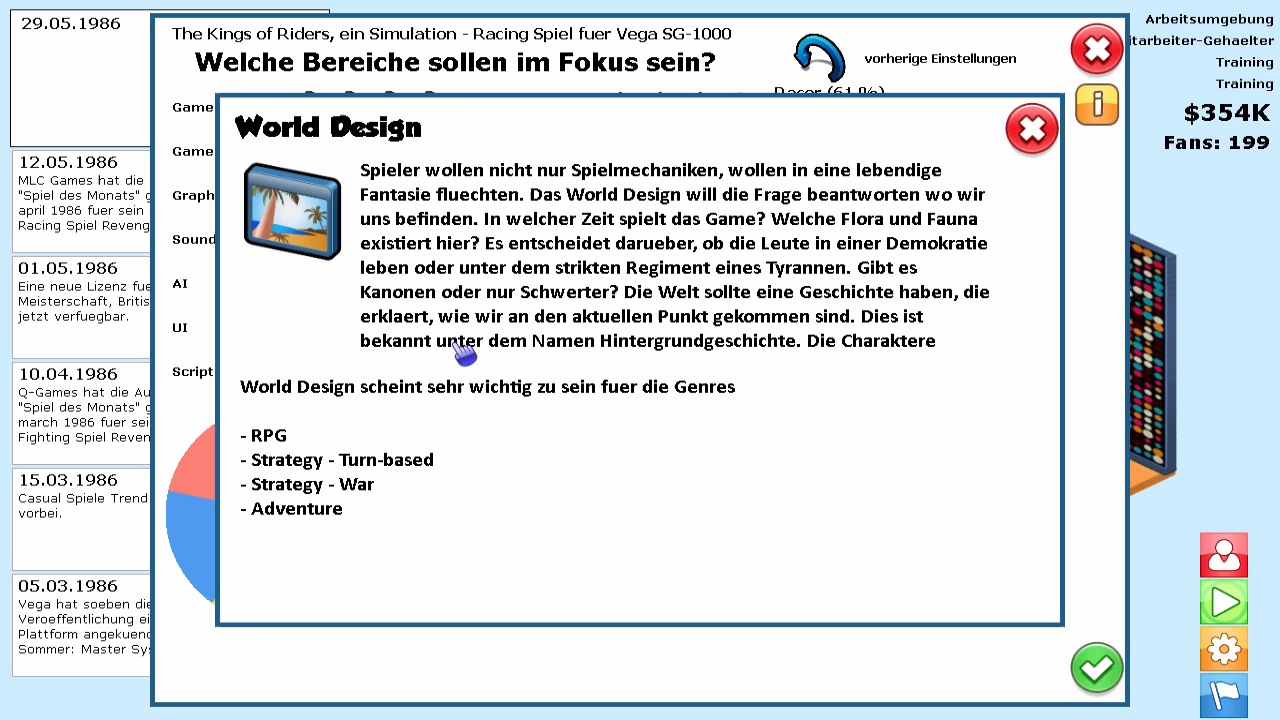 29.05.1986
12.05.1986
MLC Games hat die
"Spiel des Monats"
april 1986 fuer sein
Racing Spiel Reveng
01.05.1986
Eine neue Lizenz fue
Meisterschaft, Britis
jetzt verfuegbar.
10.04.1986
Q-Games hat die Au
"Spiel des Monats"
march 1986 fuer sei
Fighting Spiel Reven
15.03.1986
Casual Spiele Trend
vorbei.
05.03.1986
Vega hat soeben die
Veroeffentlichung ei
Plattform angekuend
Sommer: Master Sys
The Kings of Riders, ein Simulation - Racing Spiel fuer Vega SG-1000
Welche Bereiche sollen im Fokus sein?
vorherige Einstellungen
Racer (61 %)
Game
Game
Graph
Sound
AI
UI
Script
World Design
Spieler wollen nicht nur Spielmechaniken, wollen in eine lebendige
Fantasie fluechten. Das World Design will die Frage beantworten wo wir
uns befinden. In welcher Zeit spielt das Game? Welche Flora und Fauna
existiert hier? Es entscheidet darueber, ob die Leute in einer Demokratie
leben oder unter dem strikten Regiment eines Tyrannen. Gibt es
Kanonen oder nur Schwerter? Die Welt sollte eine Geschichte haben, die
erklaert, wie wir an den aktuellen Punkt gekommen sind. Dies ist
bekannt unter dem Namen Hintergrundgeschichte. Die Charaktere
World Design scheint sehr wichtig zu sein fuer die Genres
- RPG
- Strategy - Turn-based
- Strategy - War
- Adventure
Arbeitsumgebung
itarbeiter-Gehaelter
Training
Training
$354K
Fans: 199